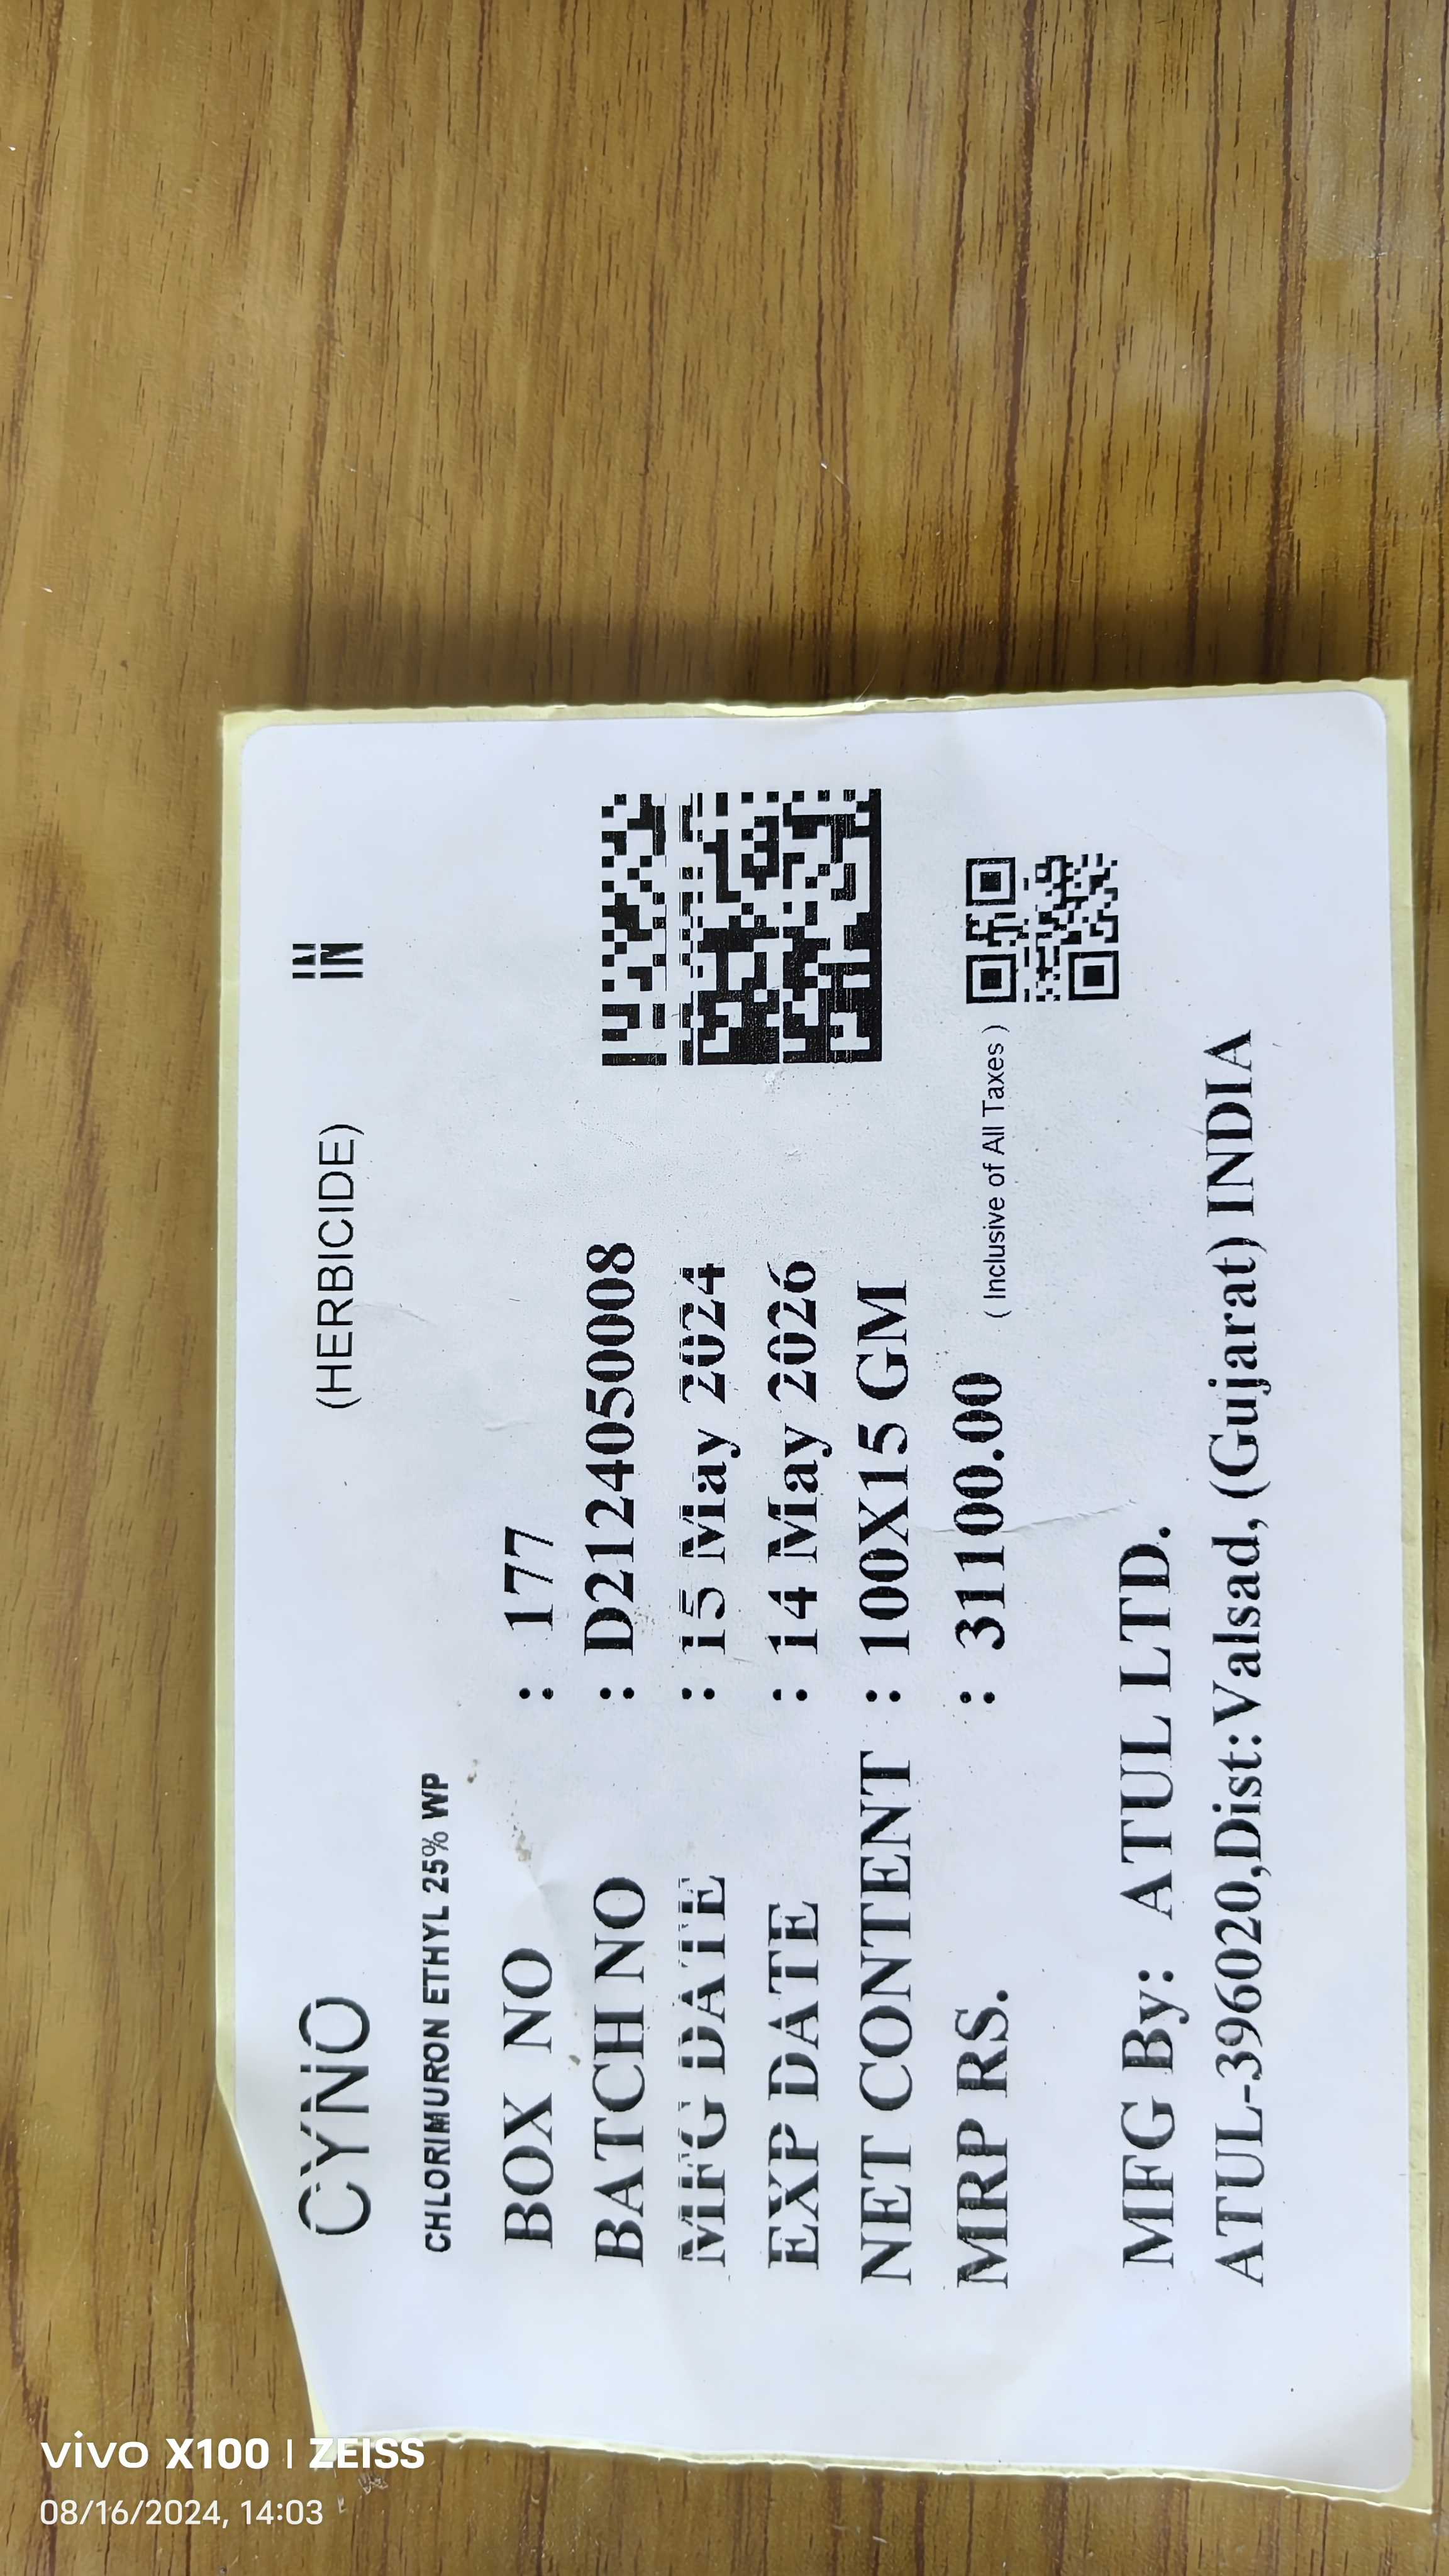 CYNO (HERBICIDE) IN
CHLORIMURON ETHYL 25% WP
BOX NO : 177
BATCH NO : D2124050008
MFG DATE : 15 May 2024
EXP DATE : 14 May 2026
NET CONTENT : 100X15 GM
MRP RS. : 31100.00 ( Inclusive of All Taxes )
MFG By: ATUL LTD.
ATUL-396020,Dist:Valsad, (Gujarat) INDIA
vivo X100 | ZEISS
08/16/2024, 14:03